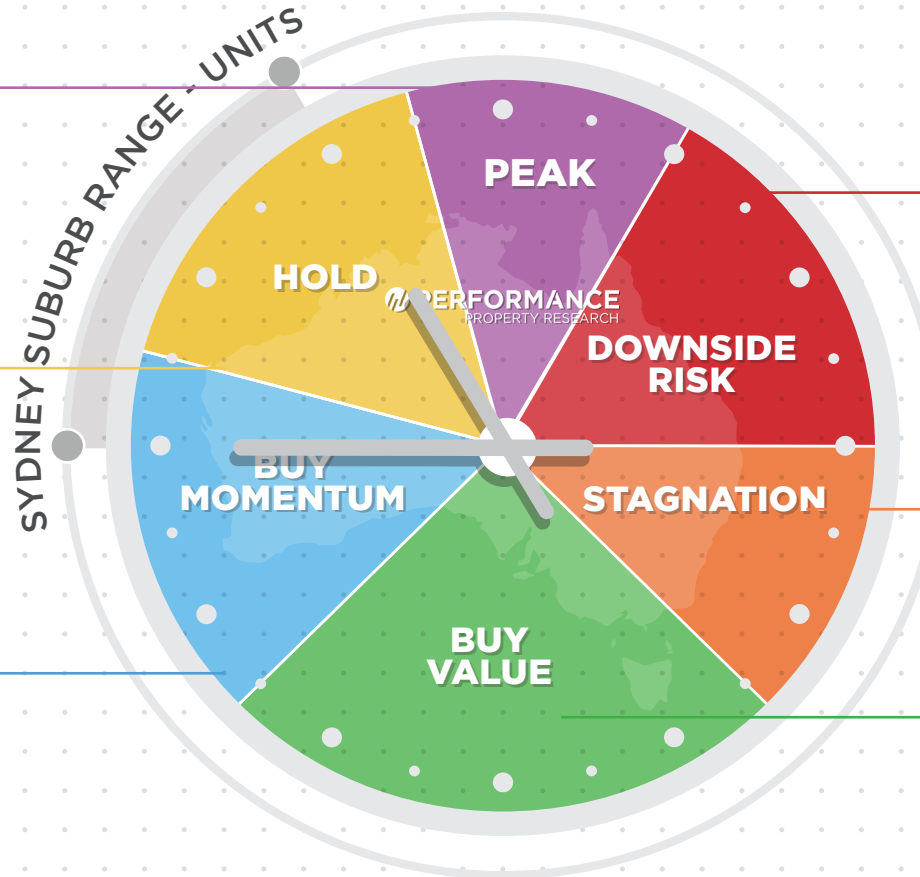 SYDNEY SUBURB RANGE - UNITS
PEAK
HOLD
PERFORMANCE
PROPERTY RESEARCH
DOWNSIDE
RISK
BUY
MOMENTUM
STAGNATION
BUY
VALUE